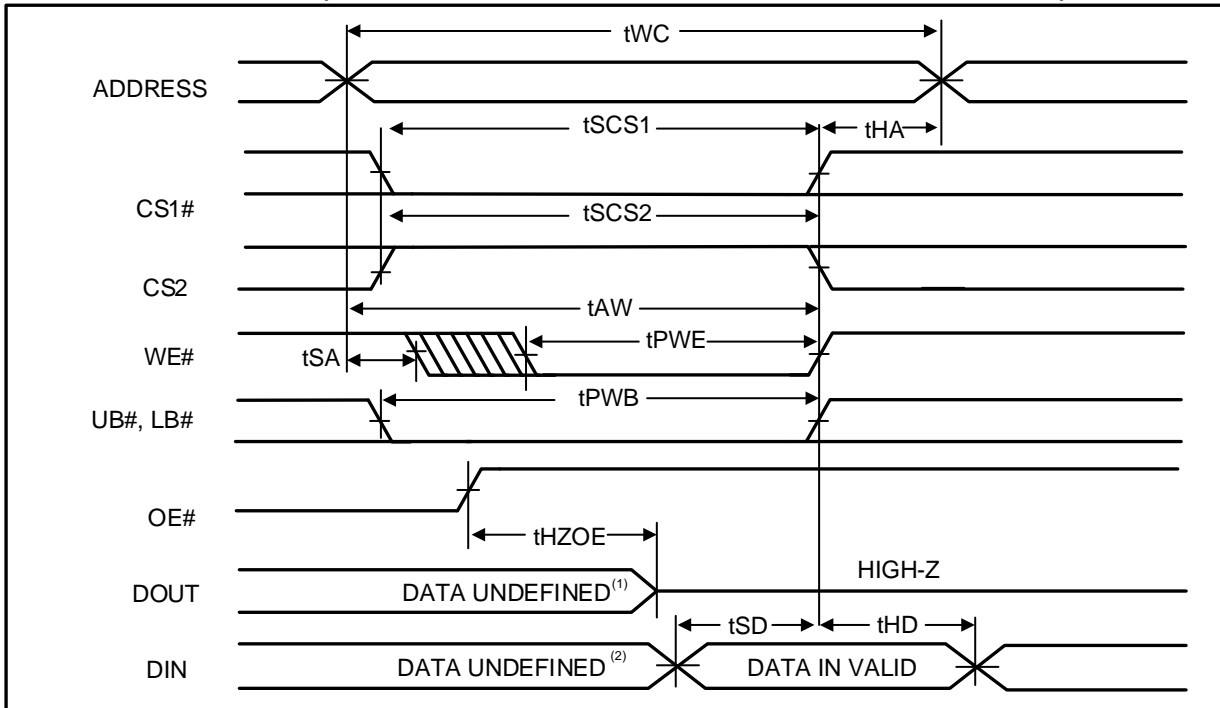 tWC
ADDRESS
tSCS1
tHA
CS1#
tSCS2
CS2
tAW
WE#
tSA
tPWE
UB#, LB#
tPWB
OE#
tHZOE
DOUT
DATA UNDEFINED(1)
HIGH-Z
tSD
tHD
DIN
DATA UNDEFINED (2)
DATA IN VALID